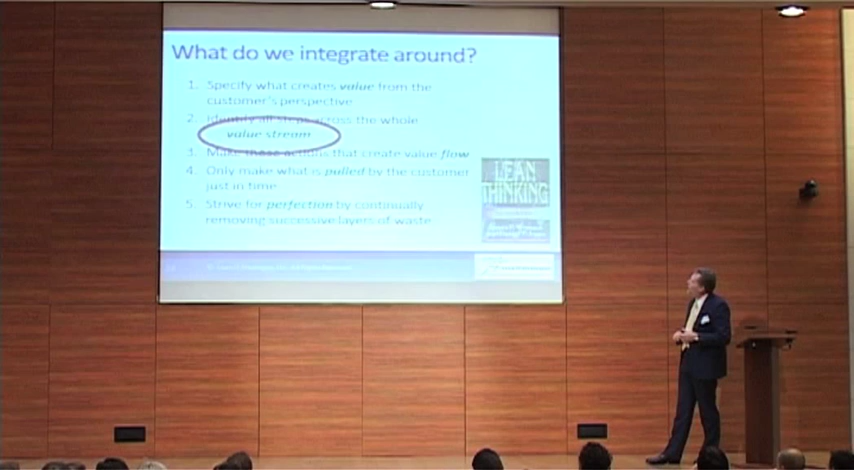 What do we integrate around?
1. Specify what creates value from the
customer's perspective
2. Identify all steps across the whole
value stream
3. Make those actions that create value flow
4. Only make what is pulled by the customer
just in time
5. Strive for perfection by continually
removing successive layers of waste
LEAN
THINKING